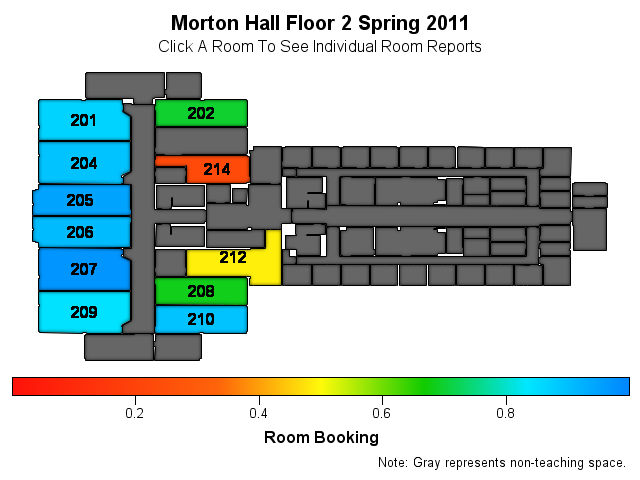 Morton Hall Floor 2 Spring 2011
Click A Room To See Individual Room Reports
201
202
204
214
205
206
212
207
208
209
210
0.2 0.4 0.6 0.8
Room Booking
Note: Gray represents non-teaching space.